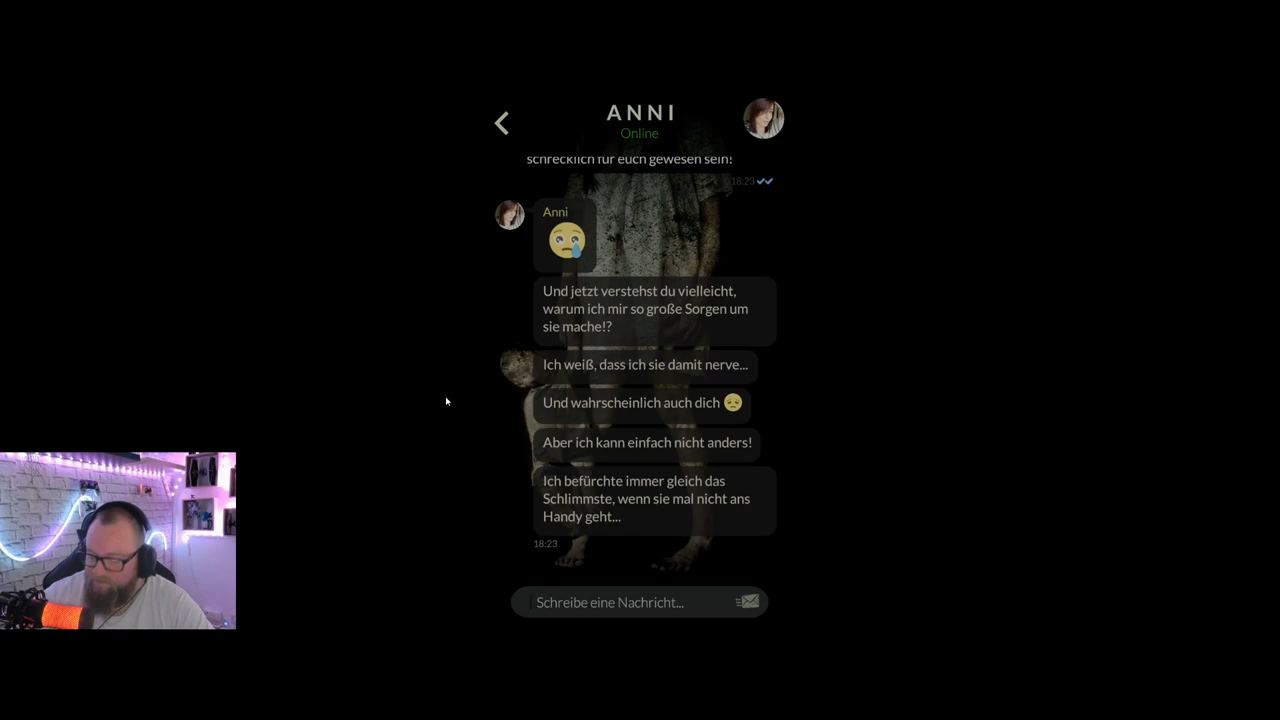 ANNI
Online
schrecklich für euch gewesen sein!
18:23
Anni
Und jetzt verstehst du vielleicht,
warum ich mir so große Sorgen um
sie mache!?
Ich weiß, dass ich sie damit nerve...
Und wahrscheinlich auch dich
Aber ich kann einfach nicht anders!
Ich befürchte immer gleich das
Schlimmste, wenn sie mal nicht ans
Handy geht...
18:23
Schreibe eine Nachricht...